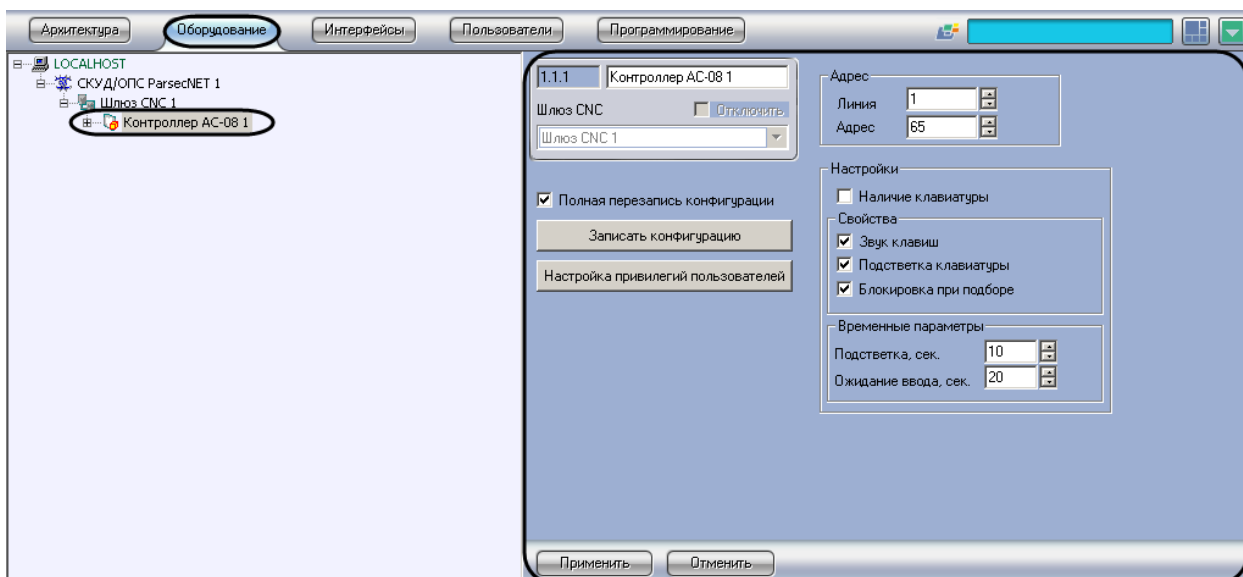 Архитектура Оборудование Интерфейсы Пользователи Программирование
LOCALHOST
СКУД/ОПС ParsecNET 1
Шлюз CNC 1
Контроллер AC-08 1
1.1.1 Контроллер AC-08 1
Шлюз CNC Отключить
Шлюз CNC 1
Полная перезапись конфигурации
Записать конфигурацию
Настройка привилегий пользователей
Адрес
Линия 1
Адрес 65
Настройки
Наличие клавиатуры
Свойства
Звук клавиш
Подстветка клавиатуры
Блокировка при подборе
Временные параметры
Подстветка, сек. 10
Ожидание ввода, сек. 20
Применить Отменить